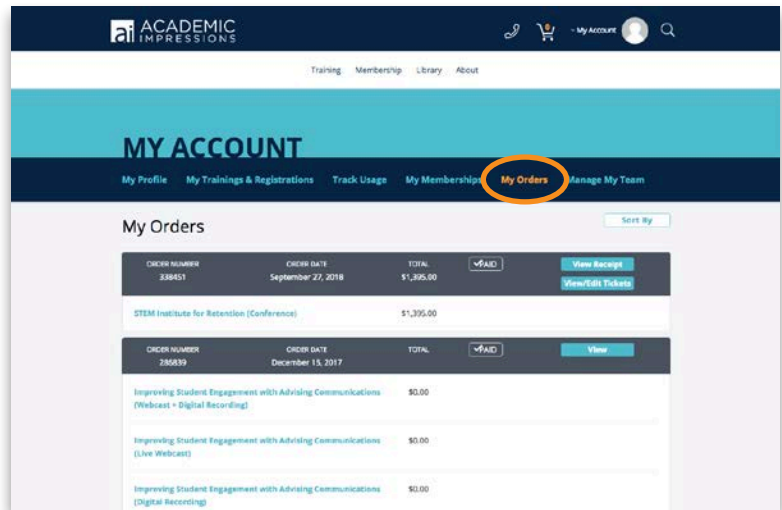 ai ACADEMIC
IMPRESSIONS
My Account
Training Membership Library About
MY ACCOUNT
My Profile My Trainings & Registrations Track Usage My Memberships My Orders Manage My Team
My Orders
Sort By
ORDER NUMBER ORDER DATE TOTAL PAID View Receipt
338451 September 27, 2018 $1,395.00
View/Edit Tickets
STEM Institute for Retention (Conference) $1,395.00
ORDER NUMBER ORDER DATE TOTAL PAID View
285839 December 15, 2017
Improving Student Engagement with Advising Communications $0.00
(Webcast + Digital Recording)
Improving Student Engagement with Advising Communications $0.00
(Live Webcast)
Improving Student Engagement with Advising Communications $0.00
(Digital Recording)